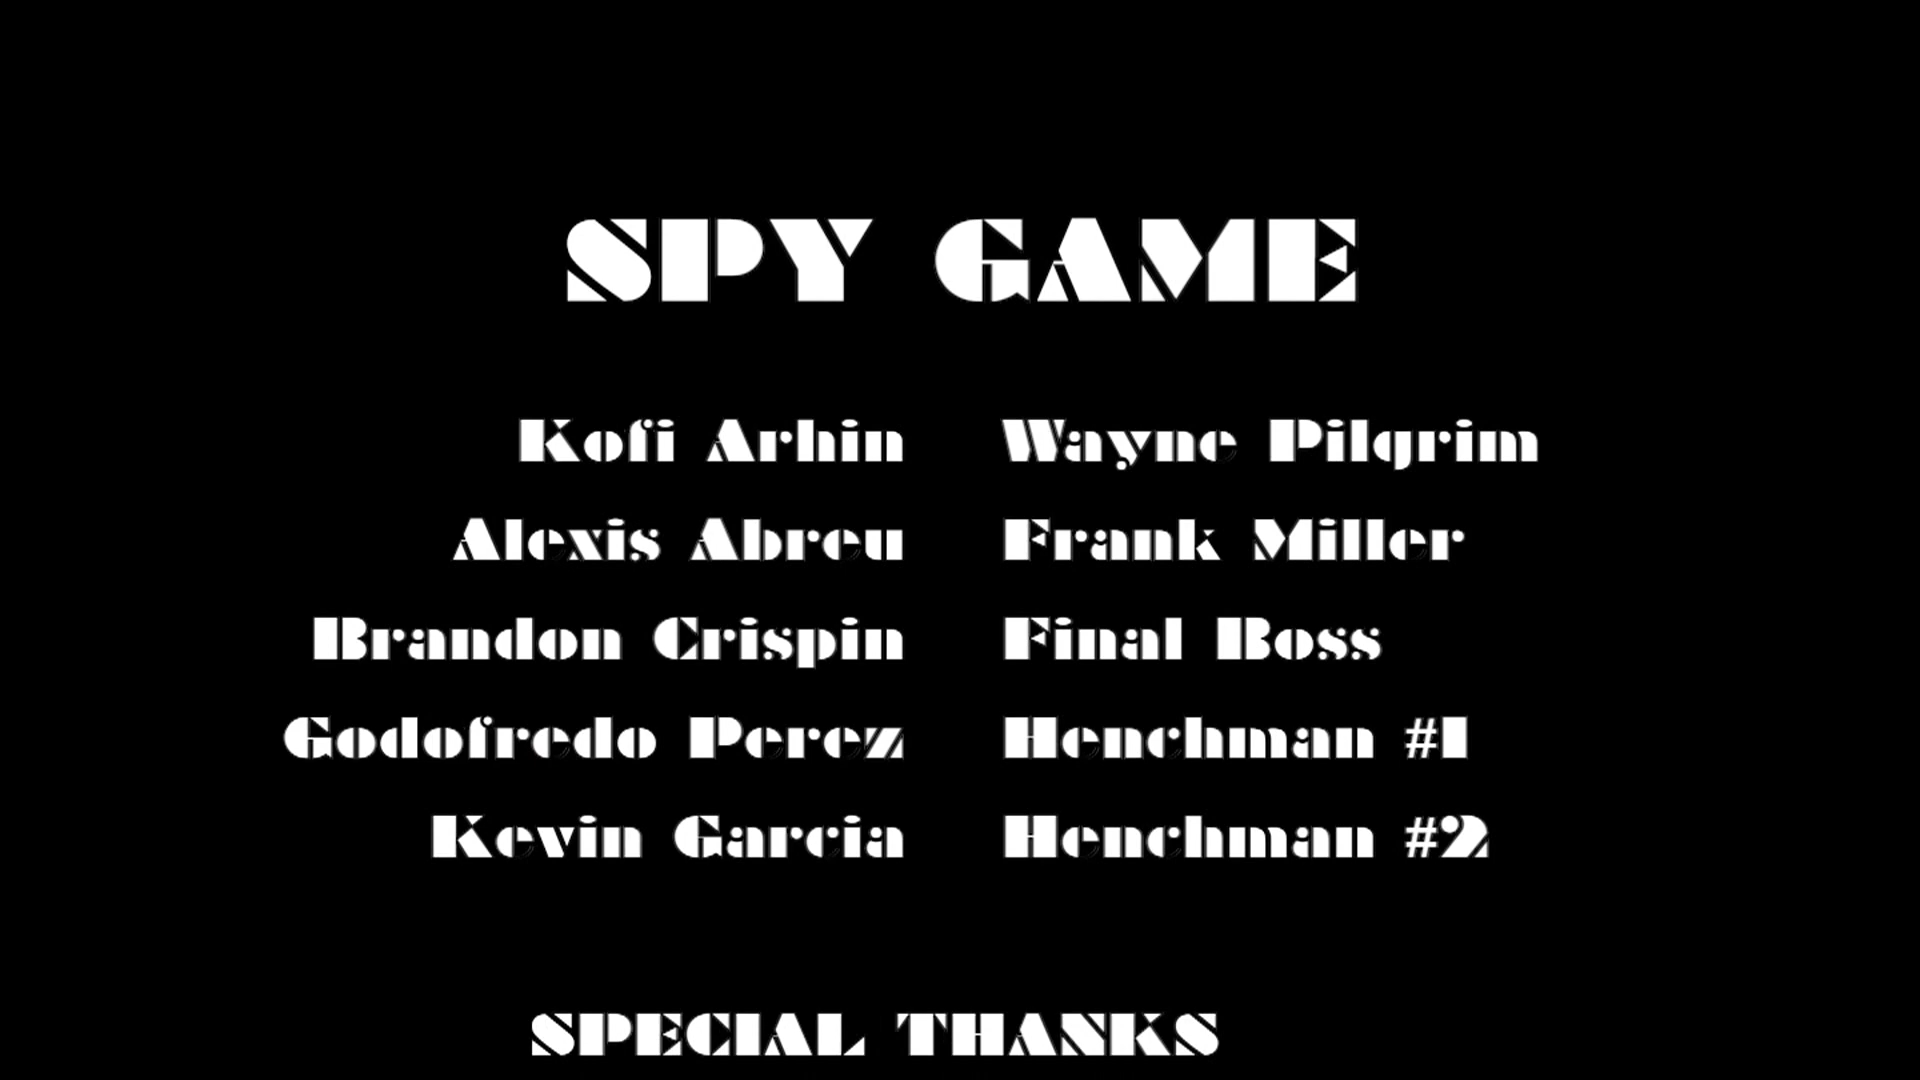 SPY GAME
Kofi Arhin Wayne Pilgrim
Alexis Abreu Frank Miller
Brandon Crispin Final Boss
Godofredo Perez Henchman #1
Kevin Garcia Henchman #2
SPECIAL THANKS